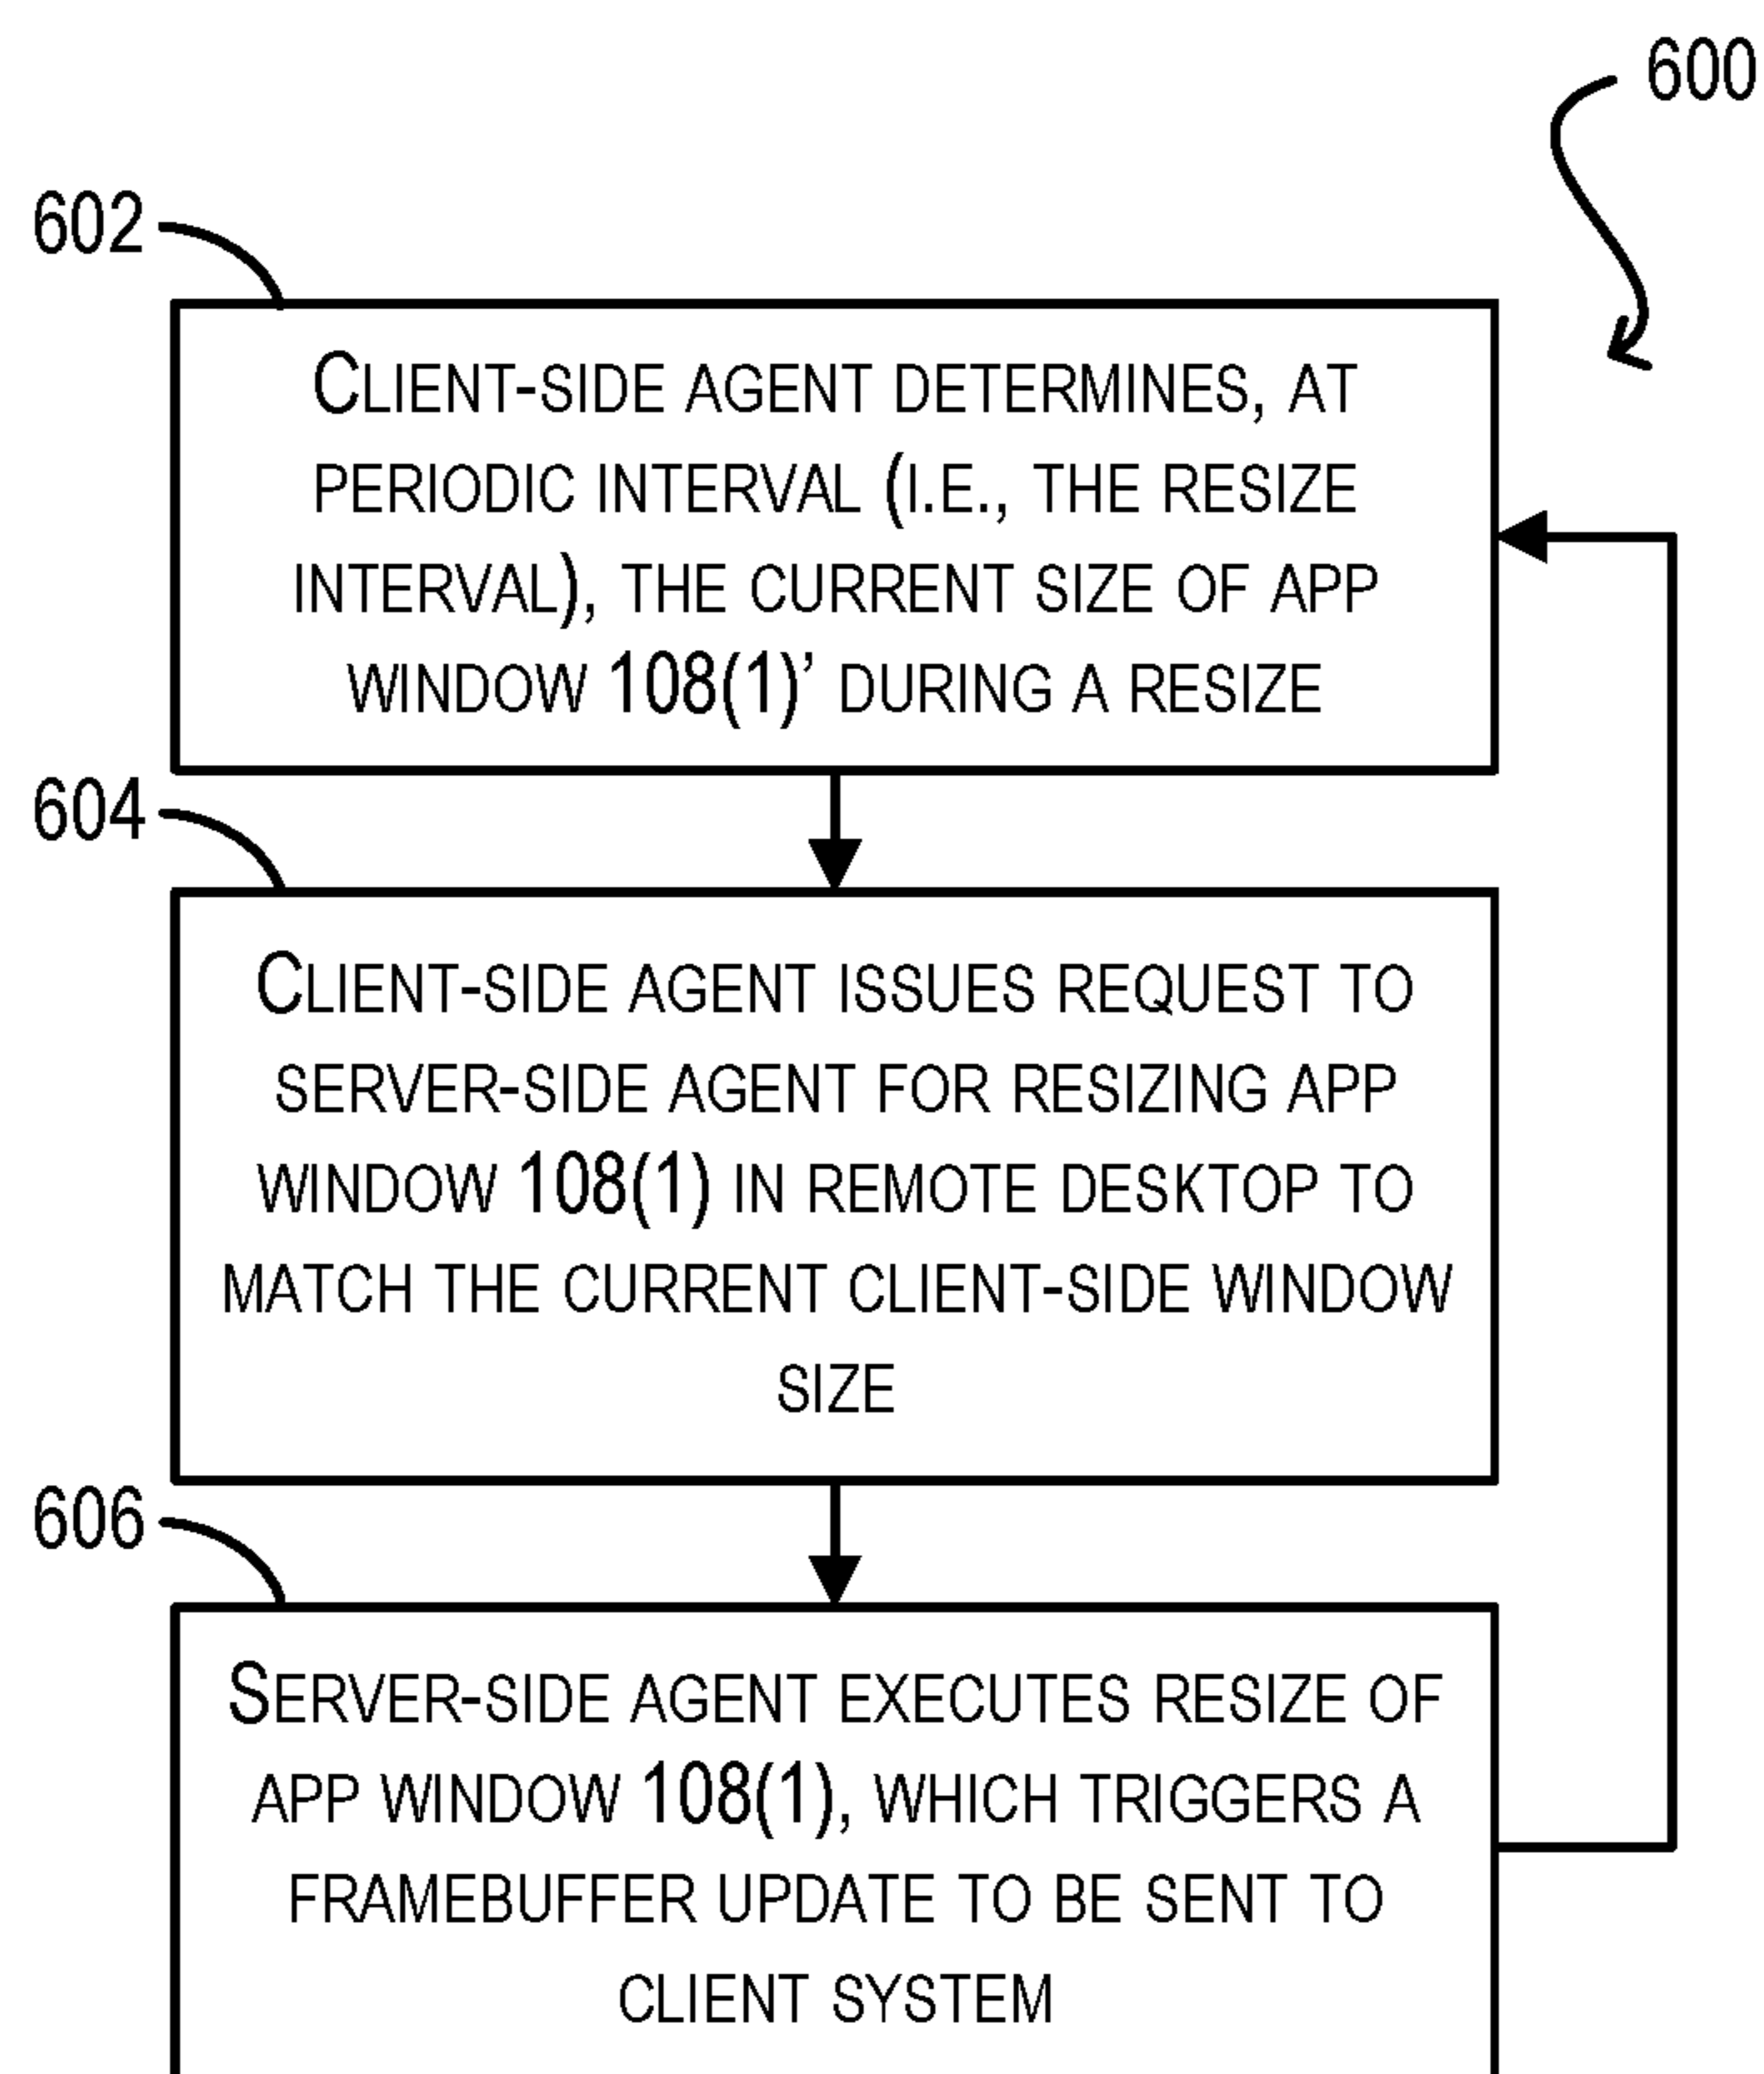 600
602
CLIENT-SIDE AGENT DETERMINES, AT
PERIODIC INTERVAL (I.E., THE RESIZE
INTERVAL), THE CURRENT SIZE OF APP
WINDOW 108(1)’ DURING A RESIZE
604
CLIENT-SIDE AGENT ISSUES REQUEST TO
SERVER-SIDE AGENT FOR RESIZING APP
WINDOW 108(1) IN REMOTE DESKTOP TO
MATCH THE CURRENT CLIENT-SIDE WINDOW
SIZE
606
SERVER-SIDE AGENT EXECUTES RESIZE OF
APP WINDOW 108(1), WHICH TRIGGERS A
FRAMEBUFFER UPDATE TO BE SENT TO
CLIENT SYSTEM